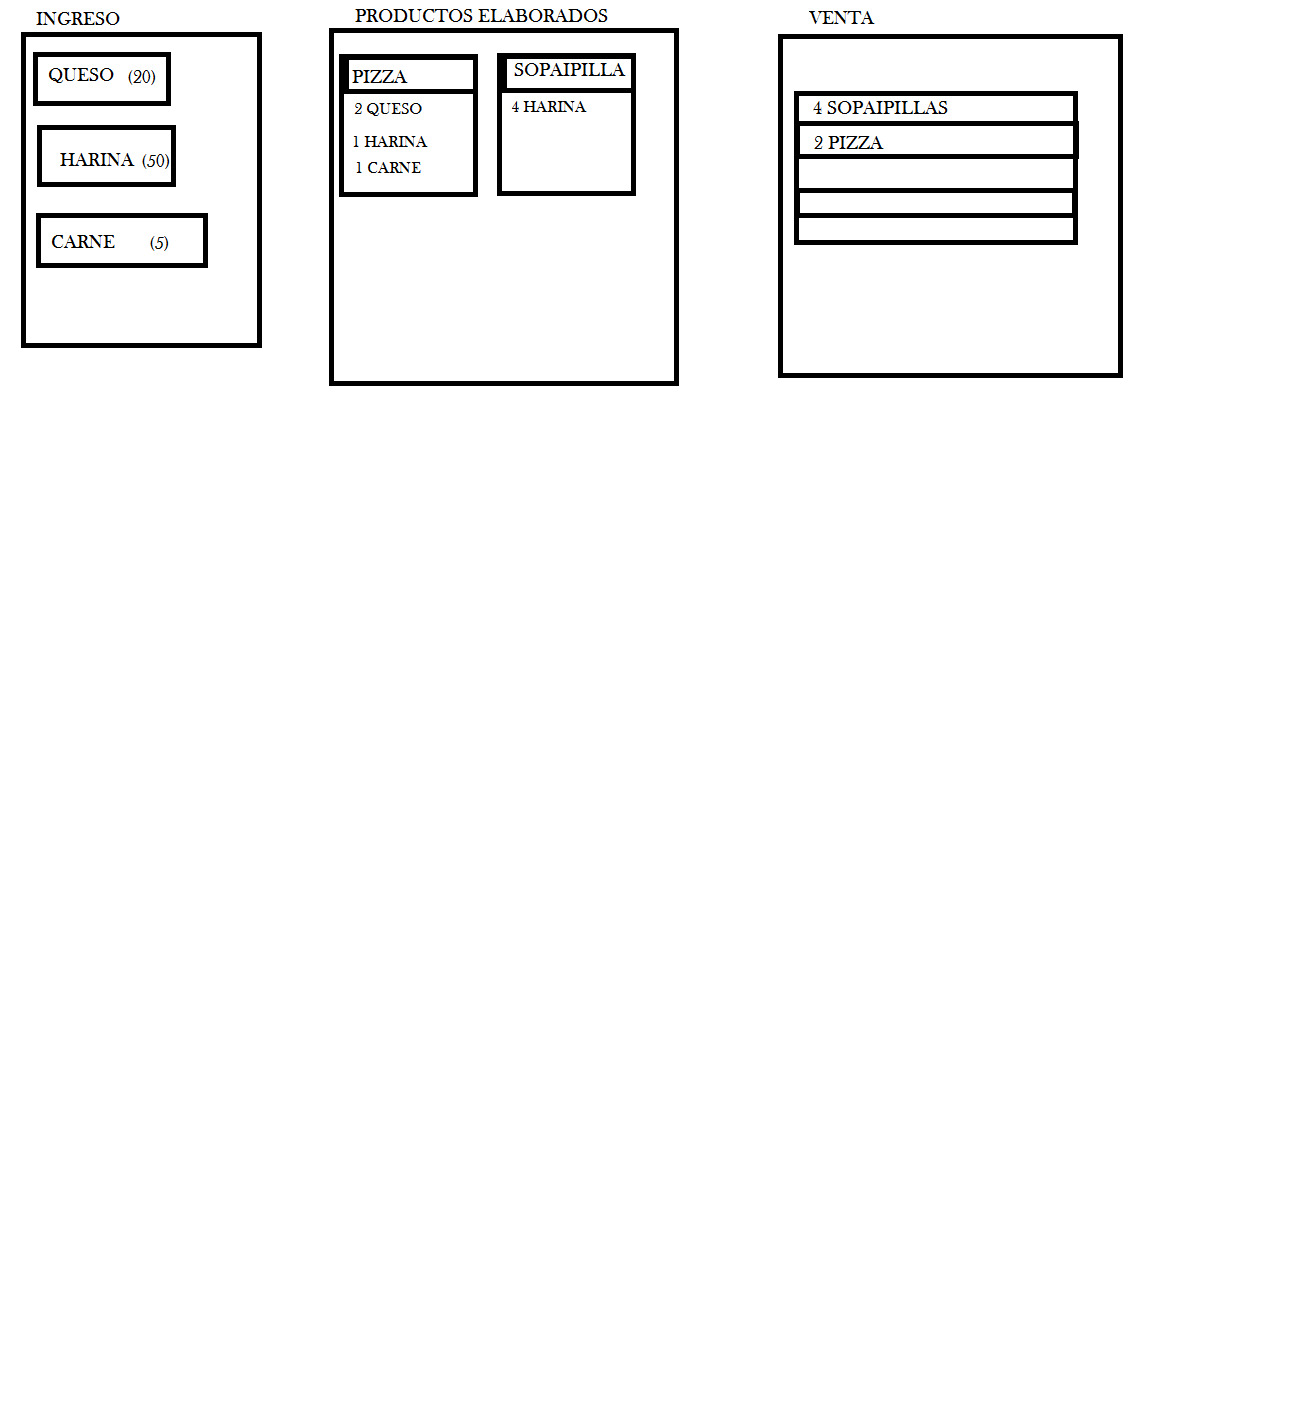 INGRESO
QUESO (20)
HARINA (50)
CARNE (5)
PRODUCTOS ELABORADOS
PIZZA
2 QUESO
1 HARINA
1 CARNE
SOPAIPILLA
4 HARINA
VENTA
4 SOPAIPILLAS
2 PIZZA